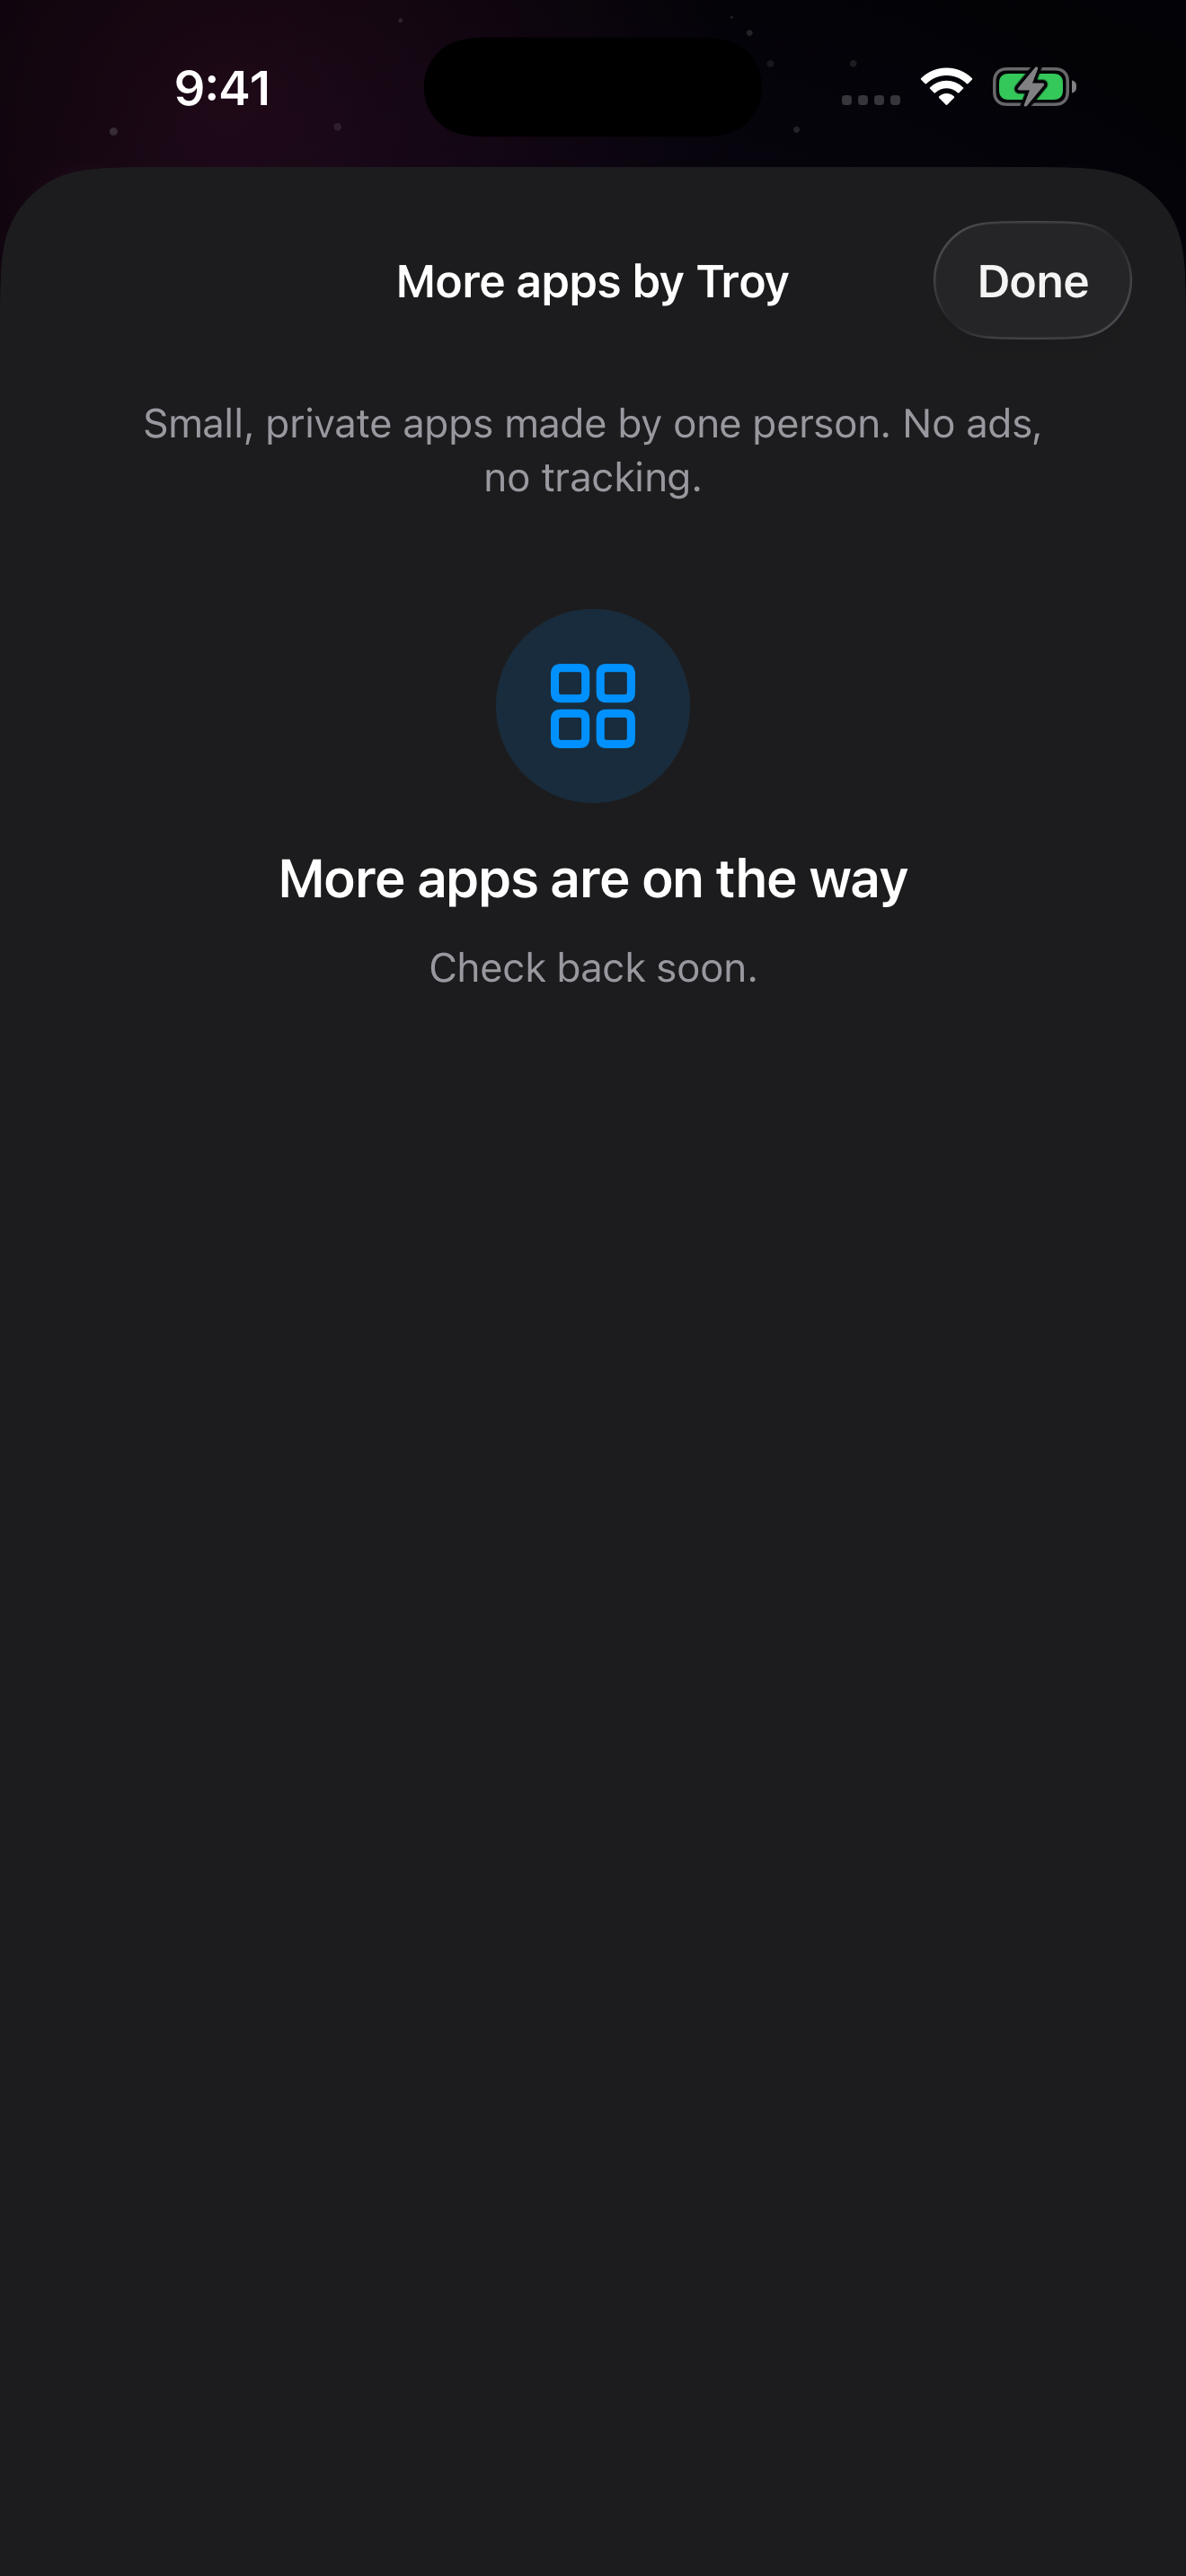 9:41
More apps by Troy
Done
Small, private apps made by one person. No ads,
no tracking.
More apps are on the way
Check back soon.